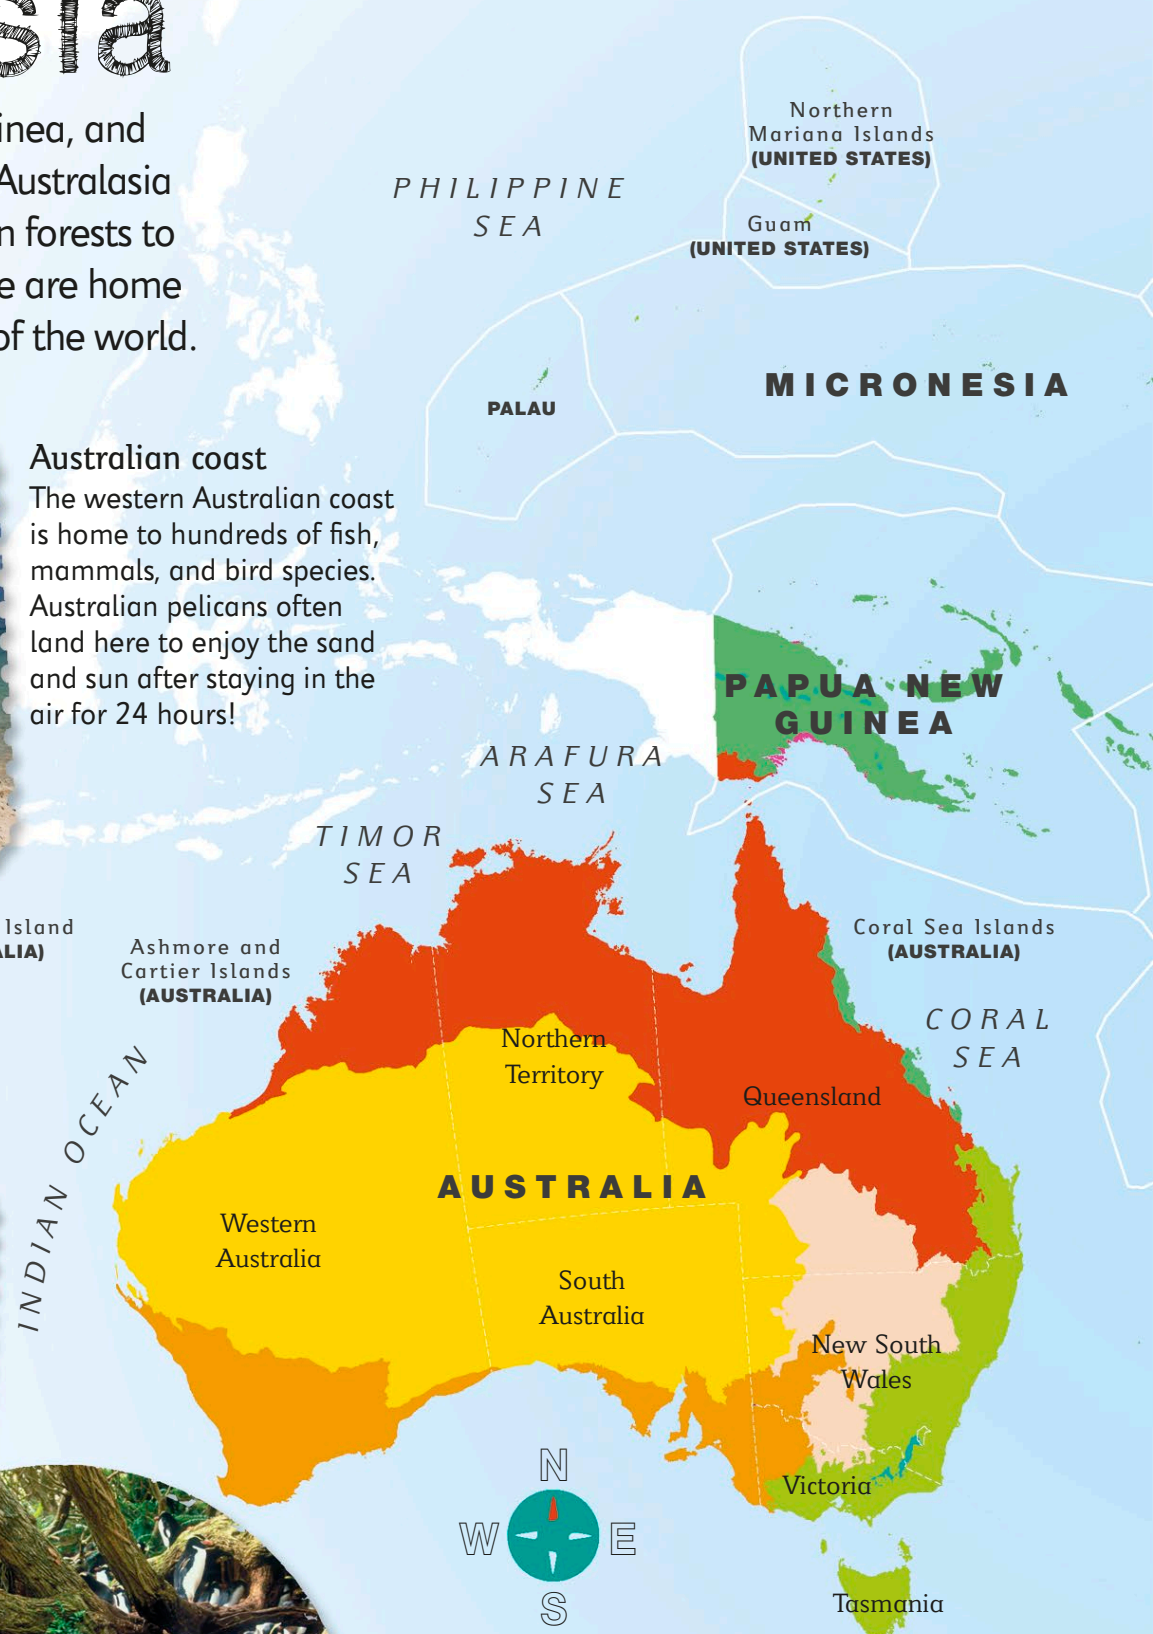 sia
inea, and
Australasia
n forests to
e are home
of the world.
Australian coast
The western Australian coast
is home to hundreds of fish,
mammals, and bird species.
Australian pelicans often
land here to enjoy the sand
and sun after staying in the
air for 24 hours!
Northern
Mariana Islands
(UNITED STATES)
PHILIPPINE
SEA
Guam
(UNITED STATES)
MICRONESIA
PALAU
PAPUA NEW
GUINEA
ARAFURA
SEA
TIMOR
SEA
Island
LIA)
Ashmore and
Cartier Islands
(AUSTRALIA)
Coral Sea Islands
(AUSTRALIA)
CORAL
SEA
INDIAN OCEAN
Northern
Territory
Queensland
AUSTRALIA
Western
Australia
South
Australia
New South
Wales
Victoria
Tasmania
N
W E
S